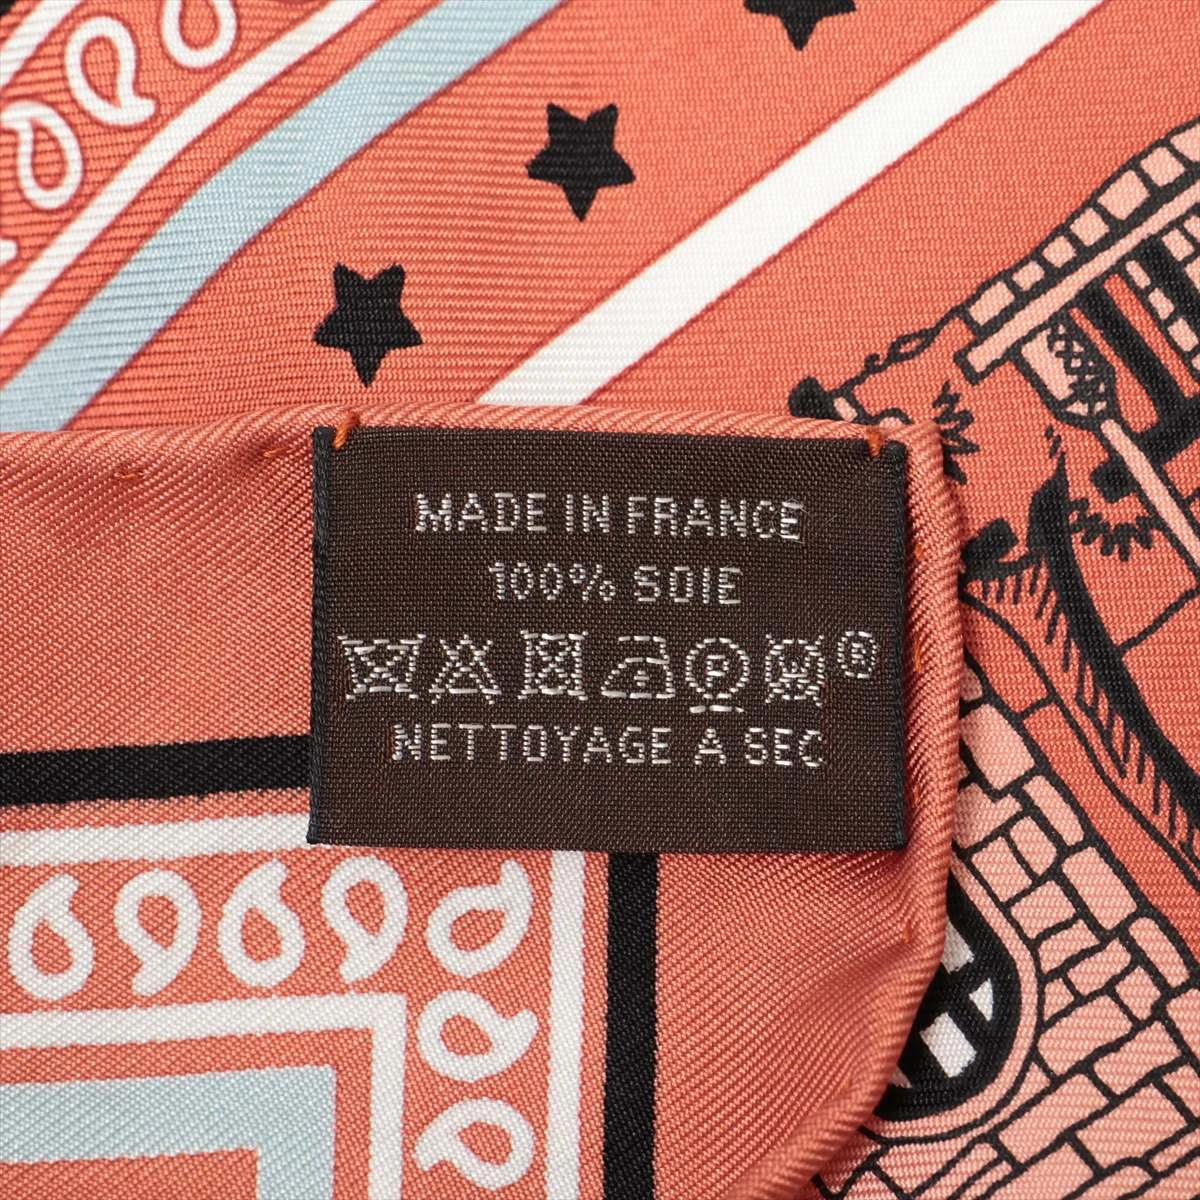 MADE IN FRANCE
100% SOIE
P ®
NETTOYAGE A SEC